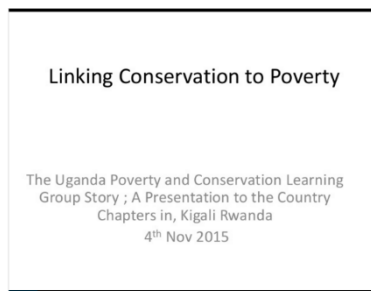 Linking Conservation to Poverty
The Uganda Poverty and Conservation Learning
Group Story ; A Presentation to the Country
Chapters in, Kigali Rwanda
4th Nov 2015